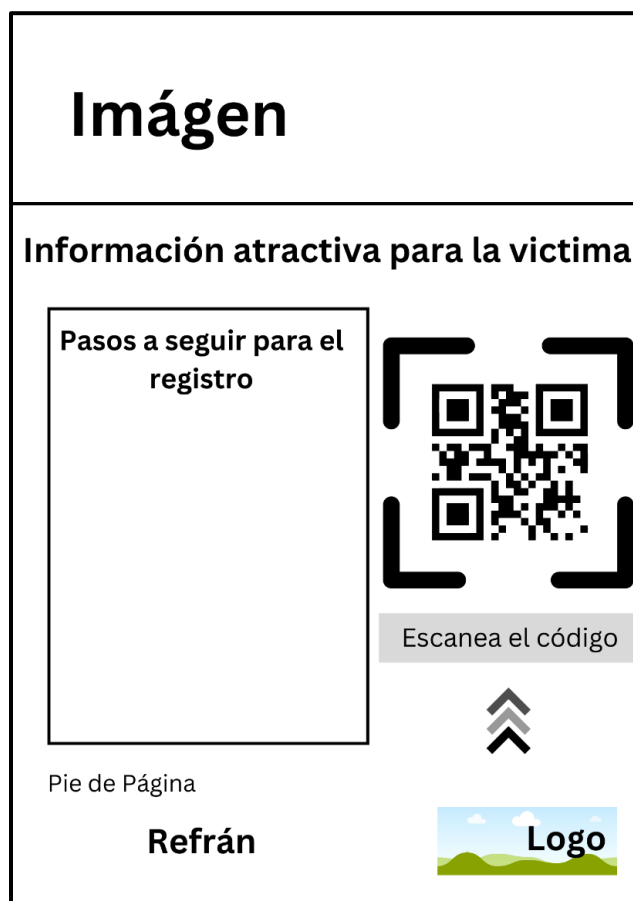 Imágen
Información atractiva para la victima
Pasos a seguir para el
registro
Escanea el código
Pie de Página
Refrán
Logo